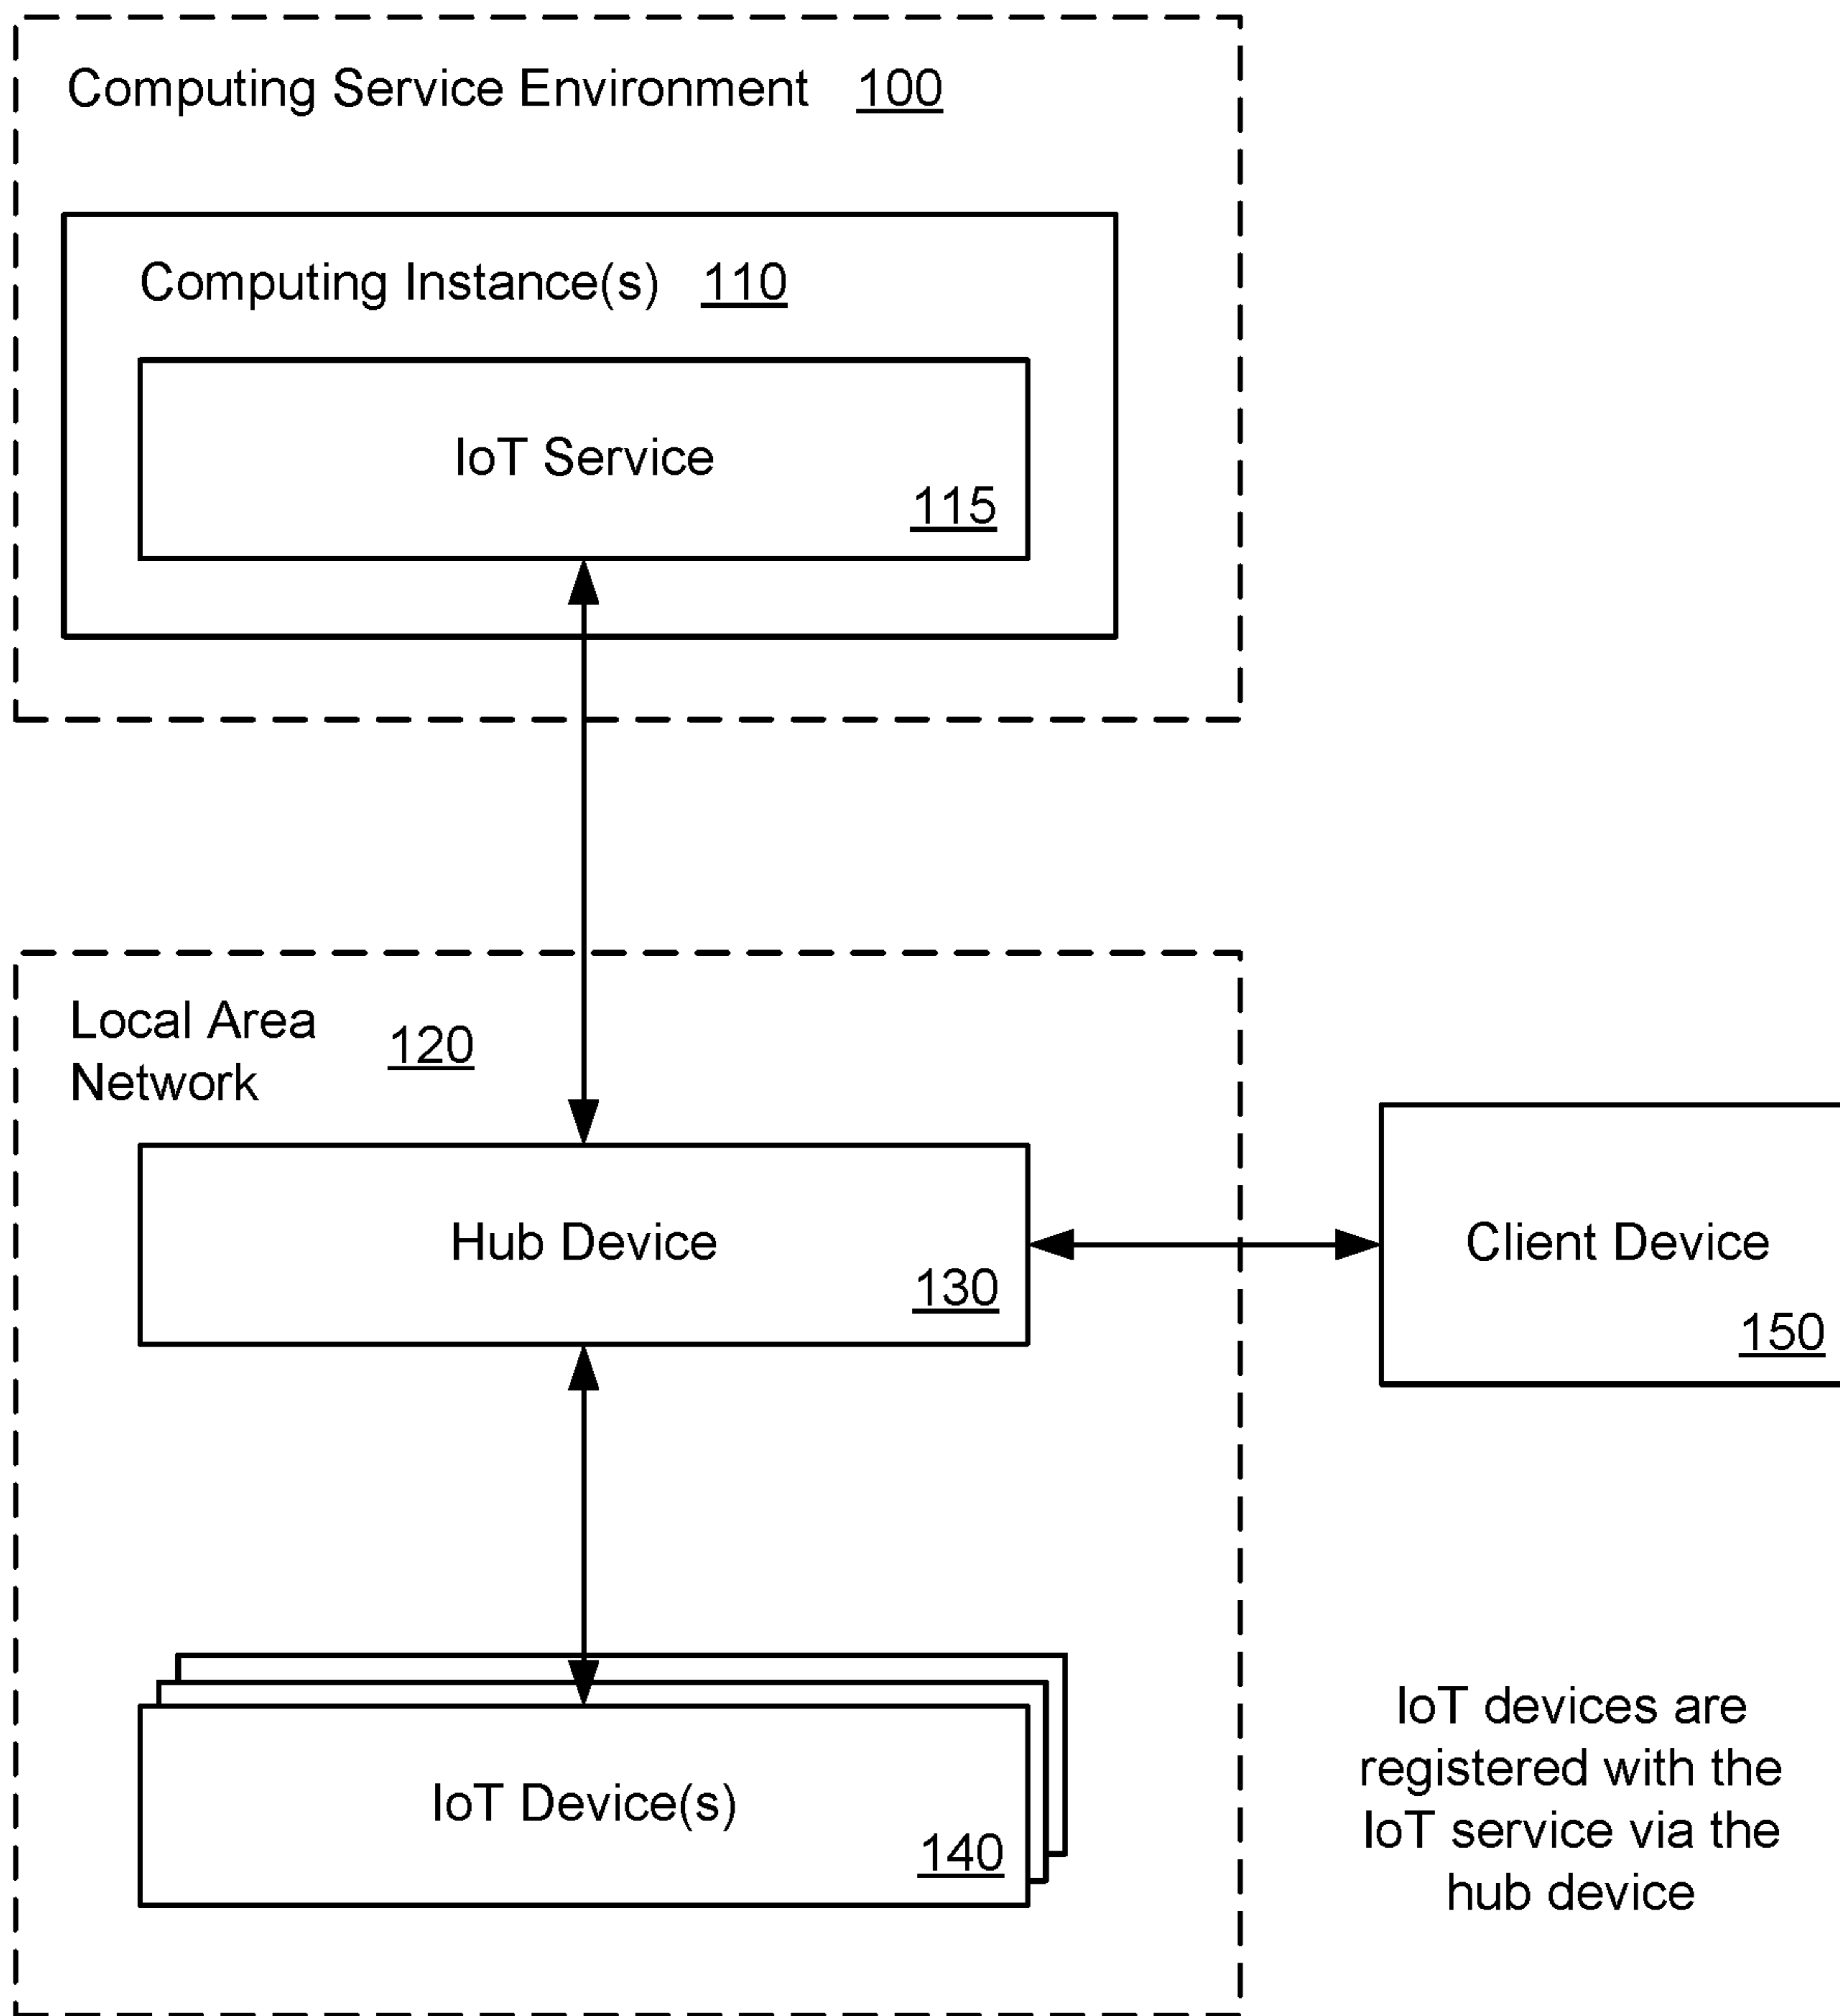 Computing Service Environment 100
Computing Instance(s) 110
IoT Service
115
Local Area
Network
120
Hub Device
130
Client Device
150
IoT Device(s)
140
IoT devices are
registered with the
IoT service via the
hub device